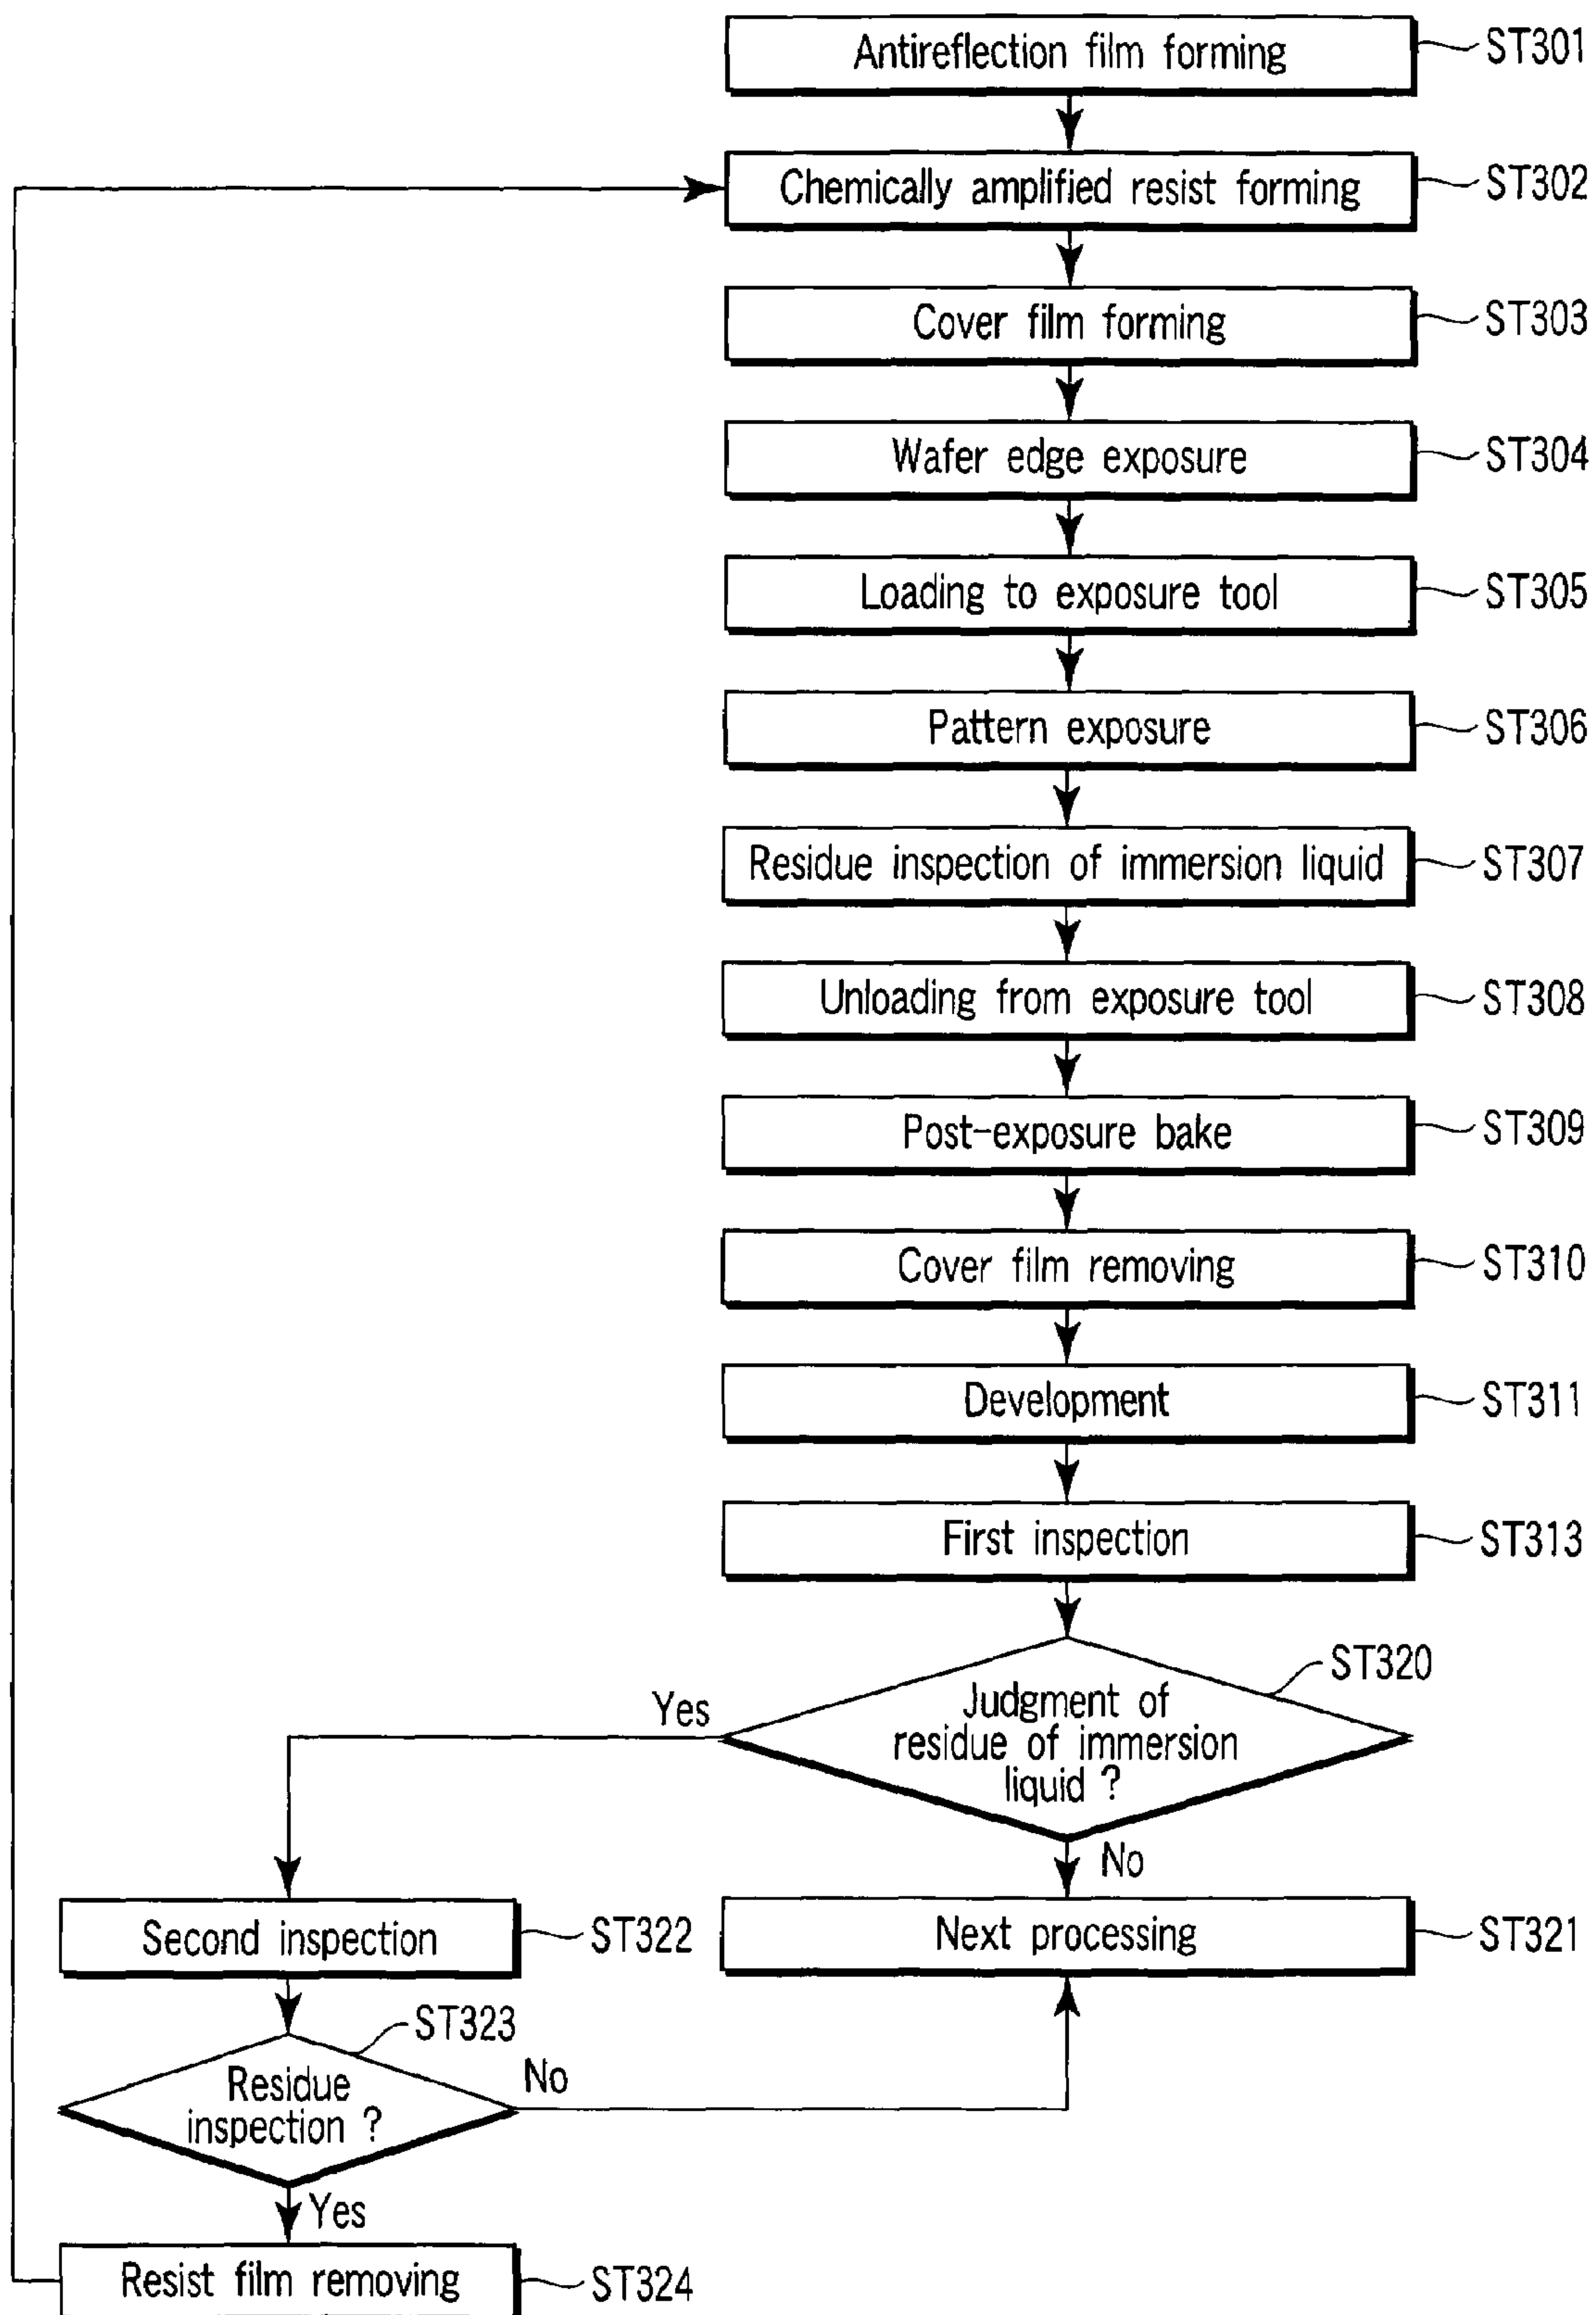 Antireflection film forming
ST301
Chemically amplified resist forming
ST302
Cover film forming
ST303
Wafer edge exposure
ST304
Loading to exposure tool
ST305
Pattern exposure
ST306
Residue inspection of immersion liquid
ST307
Unloading from exposure tool
ST308
Post-exposure bake
ST309
Cover film removing
ST310
Development
ST311
First inspection
ST313
ST320
Judgment of
residue of immersion
liquid ?
Yes
No
Second inspection
ST322
Next processing
ST321
ST323
Residue
inspection ?
No
Yes
Resist film removing
ST324